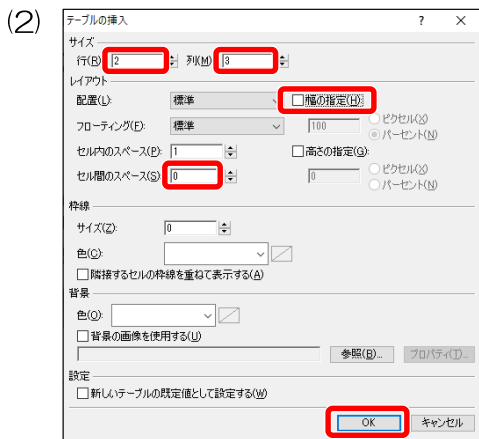 (2)
テーブルの挿入 ? ×
サイズ
行(R): 2 列(M): 3
レイアウト
配置(L): 標準 幅の指定(H):
フローティング(F): 標準 100 ピクセル(X)
パーセント(N)
セル内のスペース(P): 1 高さの指定(G):
セル間のスペース(S): 0 0 ピクセル(X)
パーセント(N)
枠線
サイズ(Z): 0
色(C):
隣接するセルの枠線を重ねて表示する(A)
背景
色(O):
背景の画像を使用する(U)
参照(B)... プロパティ(T)...
設定
新しいテーブルの既定値として設定する(W)
OK キャンセル